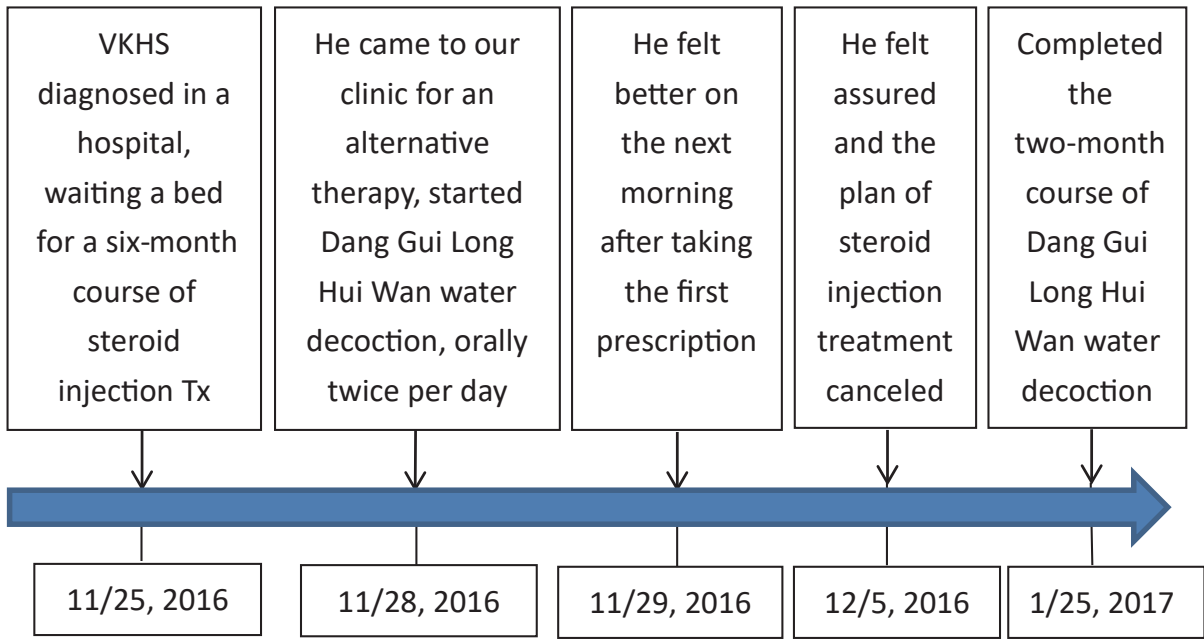 VKHS
diagnosed in a
hospital,
waiting a bed
for a six-month
course of
steroid
injection Tx
He came to our
clinic for an
alternative
therapy, started
Dang Gui Long
Hui Wan water
decoction, orally
twice per day
He felt
better on
the next
morning
after taking
the first
prescription
He felt
assured
and the
plan of
steroid
injection
treatment
canceled
Completed
the
two-month
course of
Dang Gui
Long Hui
Wan water
decoction
11/25, 2016
11/28, 2016
11/29, 2016
12/5, 2016
1/25, 2017